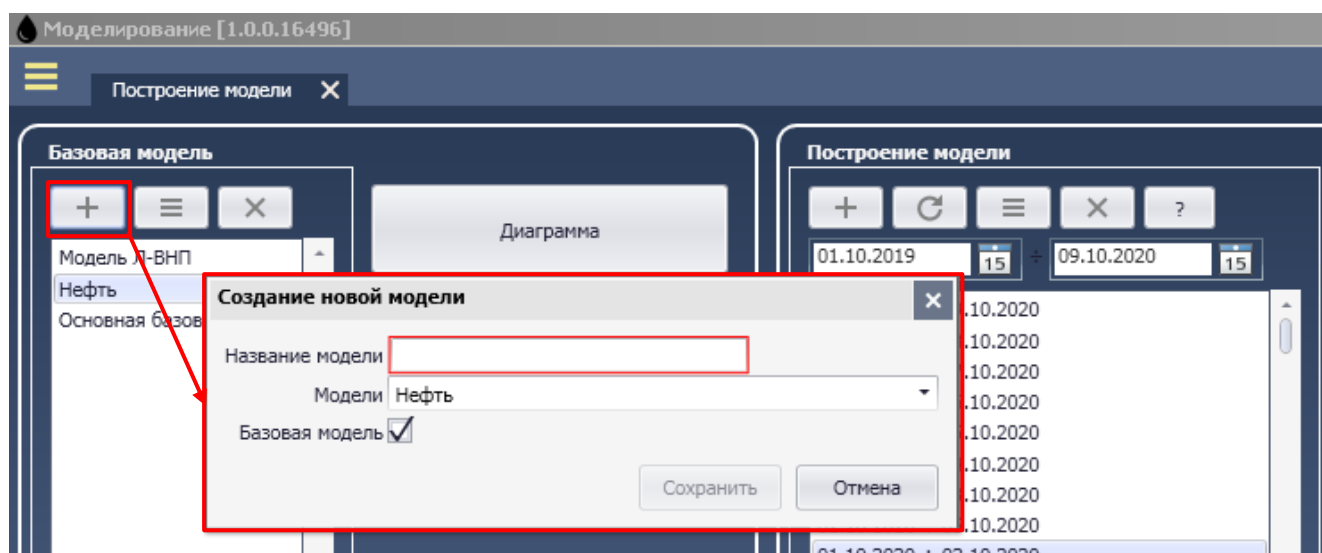 Моделирование [1.0.0.16496]
Построение модели
Базовая модель
Построение модели
Диаграмма
?
01.10.2019 15 ÷ 09.10.2020 15
Модель Л-ВНП
Нефть
Основная
Создание новой модели
Название модели
Модели Нефть
Базовая модель
Сохранить Отмена
.10.2020
.10.2020
.10.2020
.10.2020
.10.2020
.10.2020
.10.2020
.10.2020